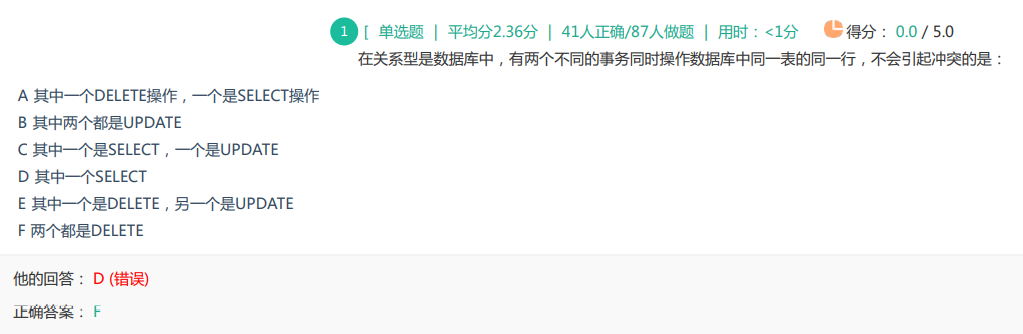 1 [ 单选题 | 平均分2.36分 | 41人正确/87人做题 | 用时：<1分 得分： 0.0 / 5.0
在关系型是数据库中，有两个不同的事务同时操作数据库中同一表的同一行，不会引起冲突的是：
A 其中一个DELETE操作，一个是SELECT操作
B 其中两个都是UPDATE
C 其中一个是SELECT，一个是UPDATE
D 其中一个SELECT
E 其中一个是DELETE，另一个是UPDATE
F 两个都是DELETE
他的回答： D (错误)
正确答案： F